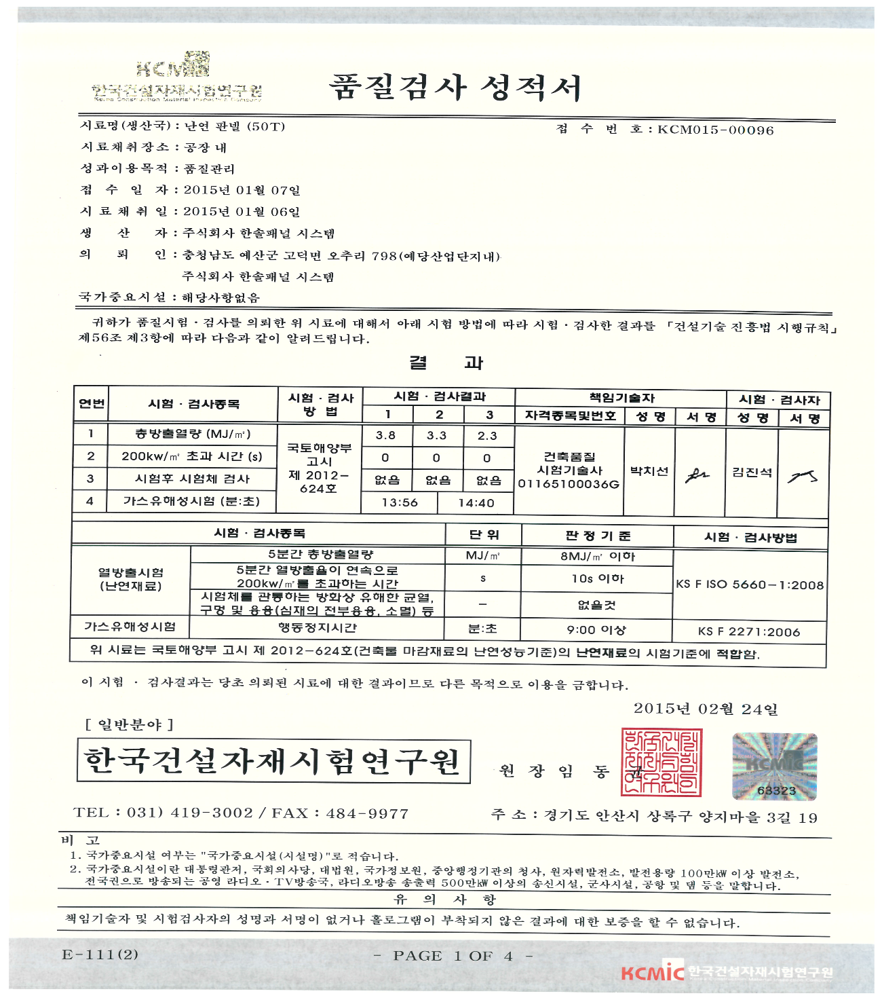 KCMiC
한국건설자재시험연구원
Korea Construction Material Inspection Company
품질검사 성적서
시료명(생산국) : 난연 판넬 (50T)
접 수 번 호 : KCM015-00096
시료채취장소 : 공장 내
성과이용목적 : 품질관리
접 수 일 자 : 2015년 01월 07일
시 료 채 취 일 : 2015년 01월 06일
생 산 자 : 주식회사 한솔패널 시스템
의 뢰 인 : 충청남도 예산군 고덕면 오추리 798(예당산업단지내)
주식회사 한솔패널 시스템
국가중요시설 : 해당사항없음
귀하가 품질시험 · 검사를 의뢰한 위 시료에 대해서 아래 시험 방법에 따라 시험 · 검사한 결과를 「건설기술 진흥법 시행규칙」
제56조 제3항에 따라 다음과 같이 알려드립니다.
결 과
연번 시험 · 검사종목 시험 · 검사 방 법 시험 · 검사결과 책임기술자 시험 · 검사자
1 2 3 자격종목및번호 성 명 서 명 성 명 서 명
1 총방출열량 (MJ/㎡) 3.8 3.3 2.3
2 200kw/㎡ 초과 시간 (s) 0 0 0
3 시험후 시험체 검사 없음 없음 없음
4 가스유해성시험 (분:초) 13:56 14:40
국토해양부
고시
제 2012-
624호
건축품질
시험기술사
01165100036G
박치선
김진석
시험 · 검사종목 단 위 판 정 기 준 시험 · 검사방법
열방출시험
(난연재료)
5분간 총방출열량 MJ/㎡ 8MJ/㎡ 이하
5분간 열방출율이 연속으로
200kw/㎡를 초과하는 시간 s 10s 이하
KS F ISO 5660-1:2008
시험체를 관통하는 방화상 유해한 균열,
구멍 및 용융(심재의 전부용융, 소멸) 등 - 없을것
가스유해성시험 행동정지시간 분:초 9:00 이상 KS F 2271:2006
위 시료는 국토해양부 고시 제 2012-624호(건축물 마감재료의 난연성능기준)의 난연재료의 시험기준에 적합함.
이 시험 · 검사결과는 당초 의뢰된 시료에 대한 결과이므로 다른 목적으로 이용을 금합니다.
2015년 02월 24일
[ 일반분야 ]
한국건설자재시험연구원
원 장 임 동 균
KCMiC
63323
TEL : 031) 419-3002 / FAX : 484-9977
주 소 : 경기도 안산시 상록구 양지마을 3길 19
비 고
1. 국가중요시설 여부는 "국가중요시설(시설명)"로 적습니다.
2. 국가중요시설이란 대통령관저, 국회의사당, 대법원, 국가정보원, 중앙행정기관의 청사, 원자력발전소, 발전용량 100만㎾ 이상 발전소,
전국권으로 방송되는 공영 라디오 · TV방송국, 라디오방송 송출력 500만㎾ 이상의 송신시설, 군사시설, 공항 및 댐 등을 말합니다.
유 의 사 항
책임기술자 및 시험검사자의 성명과 서명이 없거나 홀로그램이 부착되지 않은 결과에 대한 보증을 할 수 없습니다.
E-111(2)
- PAGE 1 OF 4 -
KCMiC 한국건설자재시험연구원